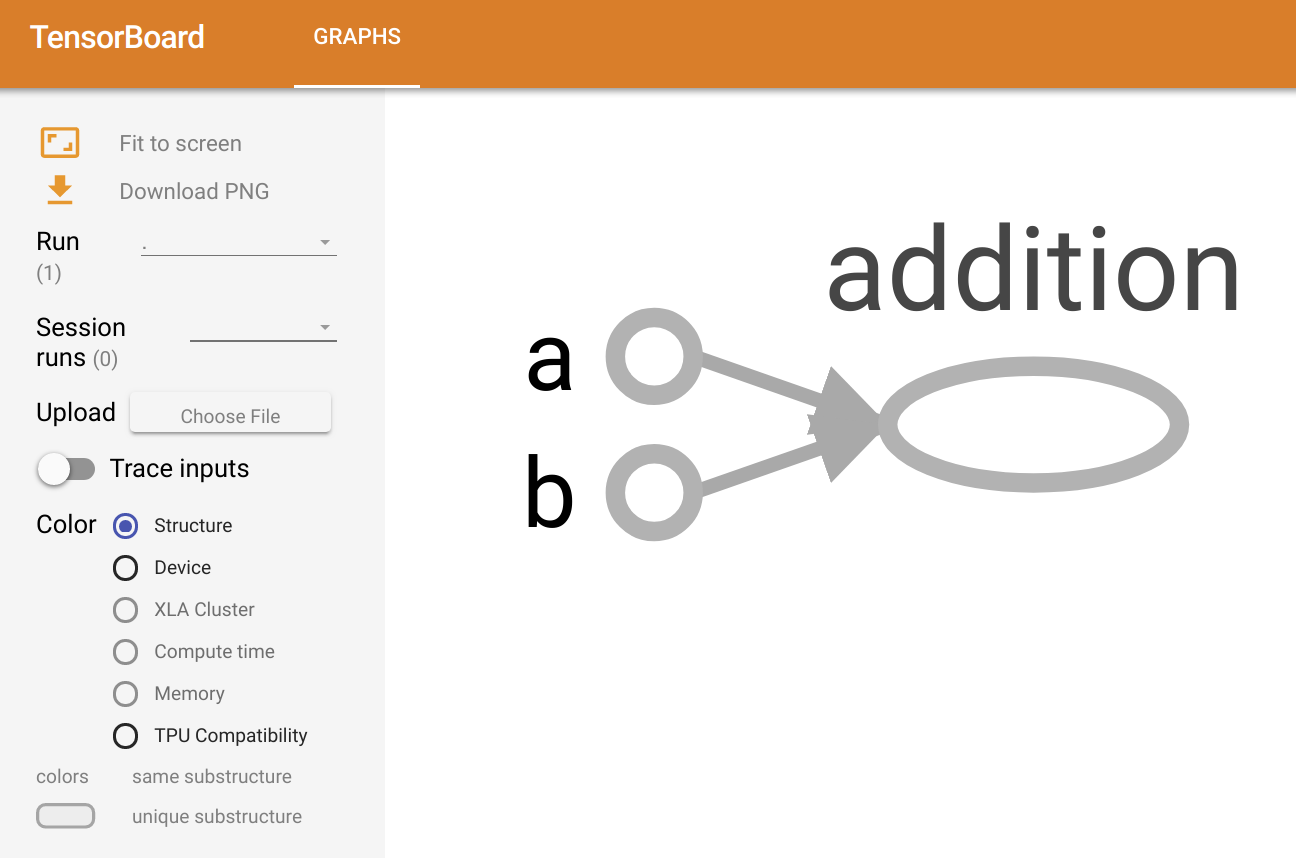 TensorBoard GRAPHS
Fit to screen
Download PNG
Run .
(1)
Session
runs (0)
Upload Choose File
Trace inputs
Color Structure
Device
XLA Cluster
Compute time
Memory
TPU Compatibility
colors same substructure
unique substructure
addition
a
b